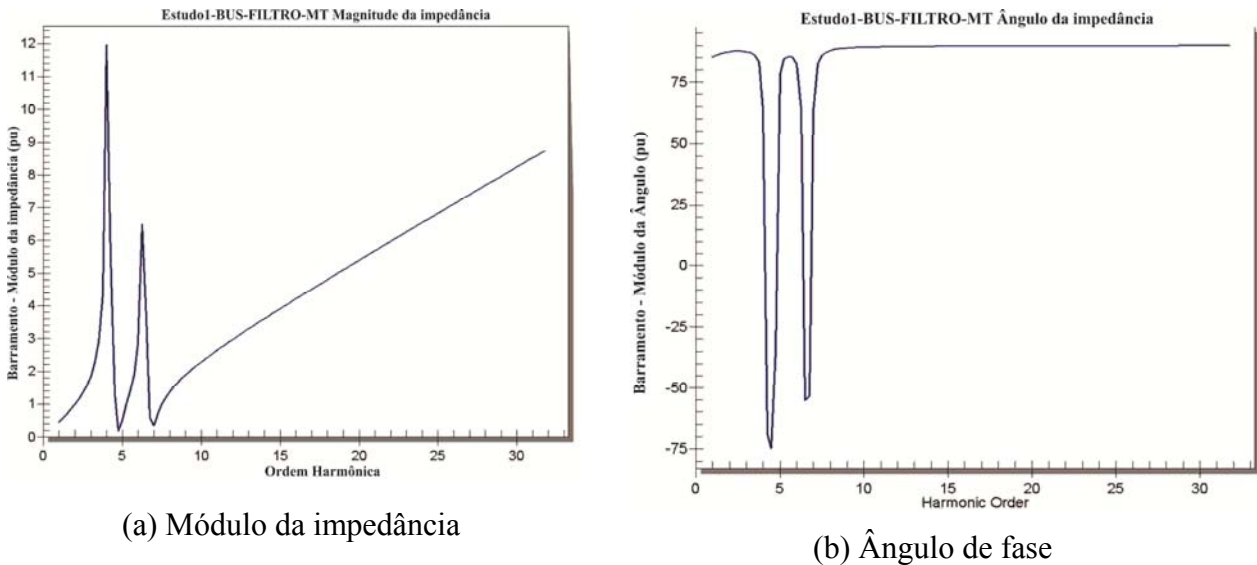 Estudo1-BUS-FILTRO-MT Magnitude da impedância
Barramento - Módulo da impedância (pu)
12
11
10
9
8
7
6
5
4
3
2
1
0
0 5 10 15 20 25 30
Ordem Harmônica
(a) Módulo da impedância
Estudo1-BUS-FILTRO-MT Ângulo da impedância
Barramento - Módulo da Ângulo (pu)
75
50
25
0
-25
-50
-75
0 5 10 15 20 25 30
Harmonic Order
(b) Ângulo de fase